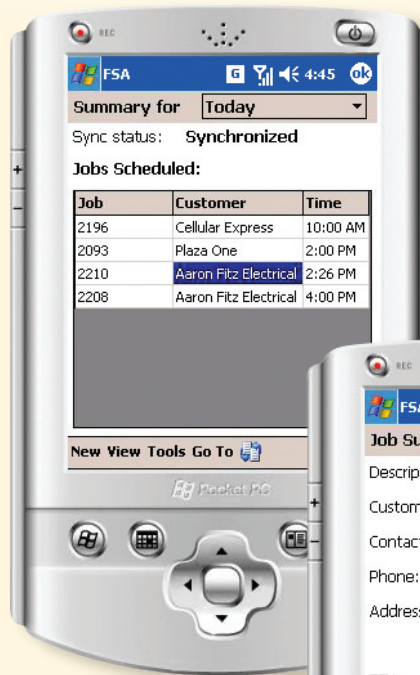 REC
FSA G 4:45 ok
Summary for Today
Sync status: Synchronized
Jobs Scheduled:
Job Customer Time
2196 Cellular Express 10:00 AM
2093 Plaza One 2:00 PM
2210 Aaron Fitz Electrical 2:26 PM
2208 Aaron Fitz Electrical 4:00 PM
New View Tools Go To
Pocket PC
REC
FSA
Job Su
Descrip
Custom
Contact
Phone:
Address